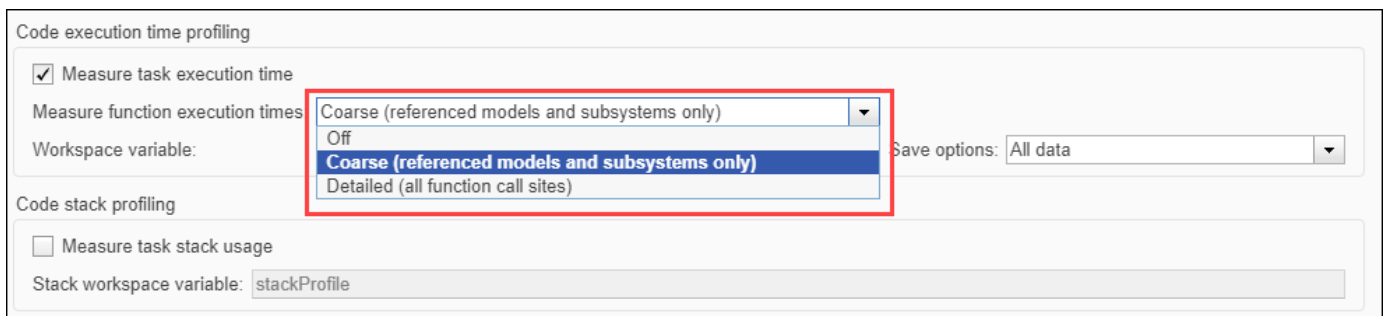 Code execution time profiling
Measure task execution time
Measure function execution times Coarse (referenced models and subsystems only)
Off
Workspace variable: Save options: All data
Coarse (referenced models and subsystems only)
Detailed (all function call sites)
Code stack profiling
Measure task stack usage
Stack workspace variable: stackProfile